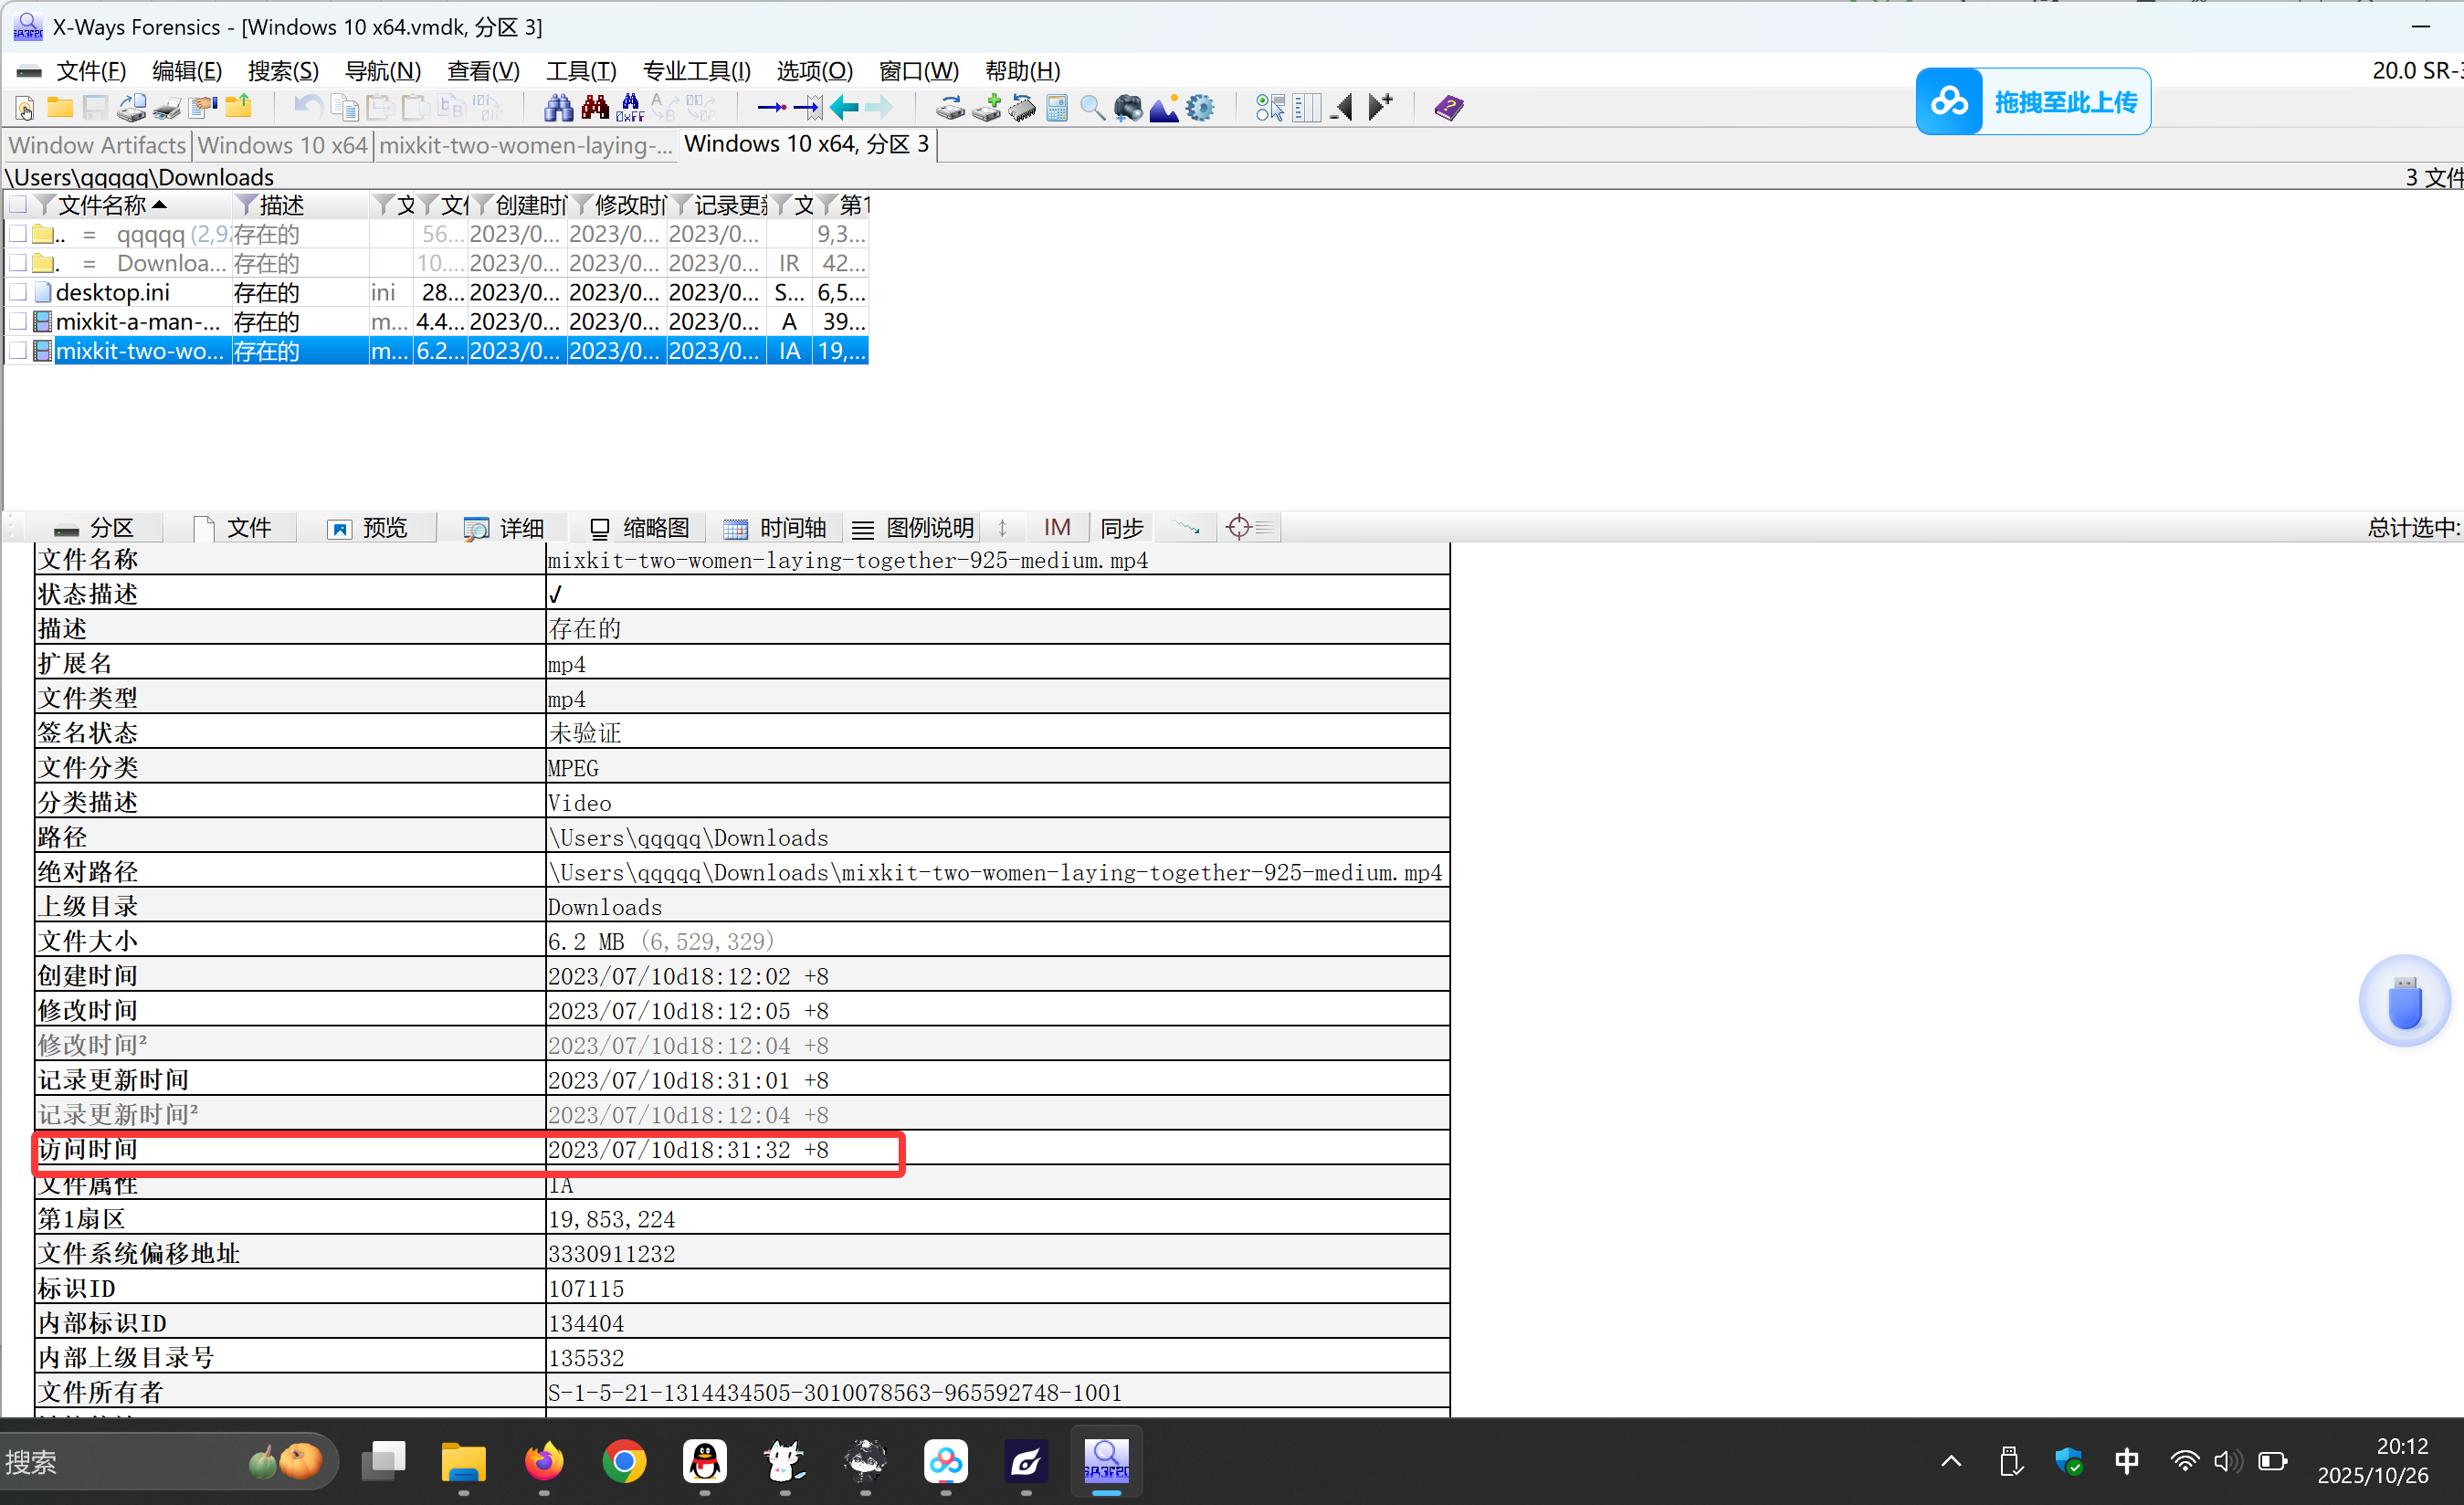 X-Ways Forensics - [Windows 10 x64.vmdk, 分区 3]
文件(F) 编辑(E) 搜索(S) 导航(N) 查看(V) 工具(T) 专业工具(I) 选项(O) 窗口(W) 帮助(H)
20.0 SR-3
拖拽至此上传
Window Artifacts Windows 10 x64 mixkit-two-women-laying-... Windows 10 x64, 分区 3
\Users\qqqqq\Downloads
3 文件
文件名称 描述 文 文件 创建时间 修改时间 记录更新 文 第1
.. = qqqqq (2,92 存在的 56... 2023/0... 2023/0... 2023/0... 9,3...
. = Downloa... 存在的 10.... 2023/0... 2023/0... 2023/0... IR 42...
desktop.ini 存在的 ini 28... 2023/0... 2023/0... 2023/0... S... 6,5...
mixkit-a-man-... 存在的 m... 4.4... 2023/0... 2023/0... 2023/0... A 39...
mixkit-two-wo... 存在的 m... 6.2... 2023/0... 2023/0... 2023/0... IA 19,...
分区 文件 预览 详细 缩略图 时间轴 图例说明 IM 同步
总计选中:
文件名称 mixkit-two-women-laying-together-925-medium.mp4
状态描述 √
描述 存在的
扩展名 mp4
文件类型 mp4
签名状态 未验证
文件分类 MPEG
分类描述 Video
路径 \Users\qqqqq\Downloads
绝对路径 \Users\qqqqq\Downloads\mixkit-two-women-laying-together-925-medium.mp4
上级目录 Downloads
文件大小 6.2 MB (6,529,329)
创建时间 2023/07/10d18:12:02 +8
修改时间 2023/07/10d18:12:05 +8
修改时间² 2023/07/10d18:12:04 +8
记录更新时间 2023/07/10d18:31:01 +8
记录更新时间² 2023/07/10d18:12:04 +8
访问时间 2023/07/10d18:31:32 +8
文件属性 IA
第1扇区 19,853,224
文件系统偏移地址 3330911232
标识ID 107115
内部标识ID 134404
内部上级目录号 135532
文件所有者 S-1-5-21-1314434505-3010078563-965592748-1001
搜索
中
20:12
2025/10/26